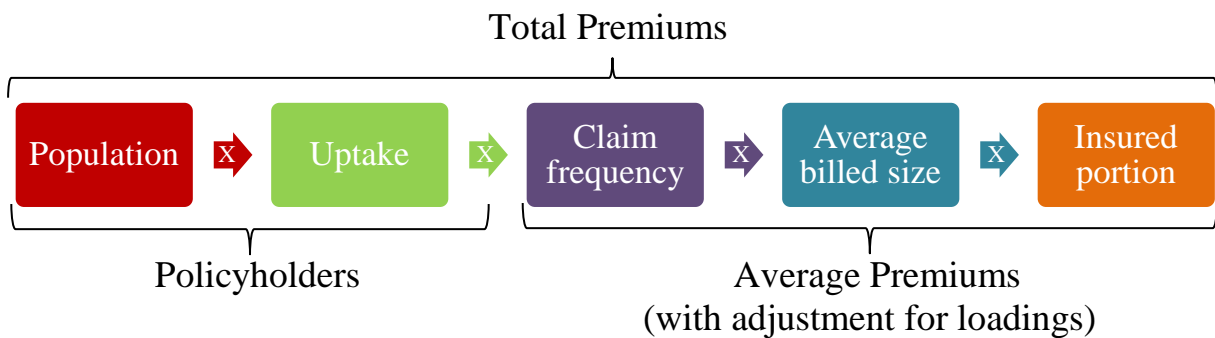 Total Premiums
Population
X
Uptake
X
Claim
frequency
X
Average
billed size
X
Insured
portion
Policyholders
Average Premiums
(with adjustment for loadings)